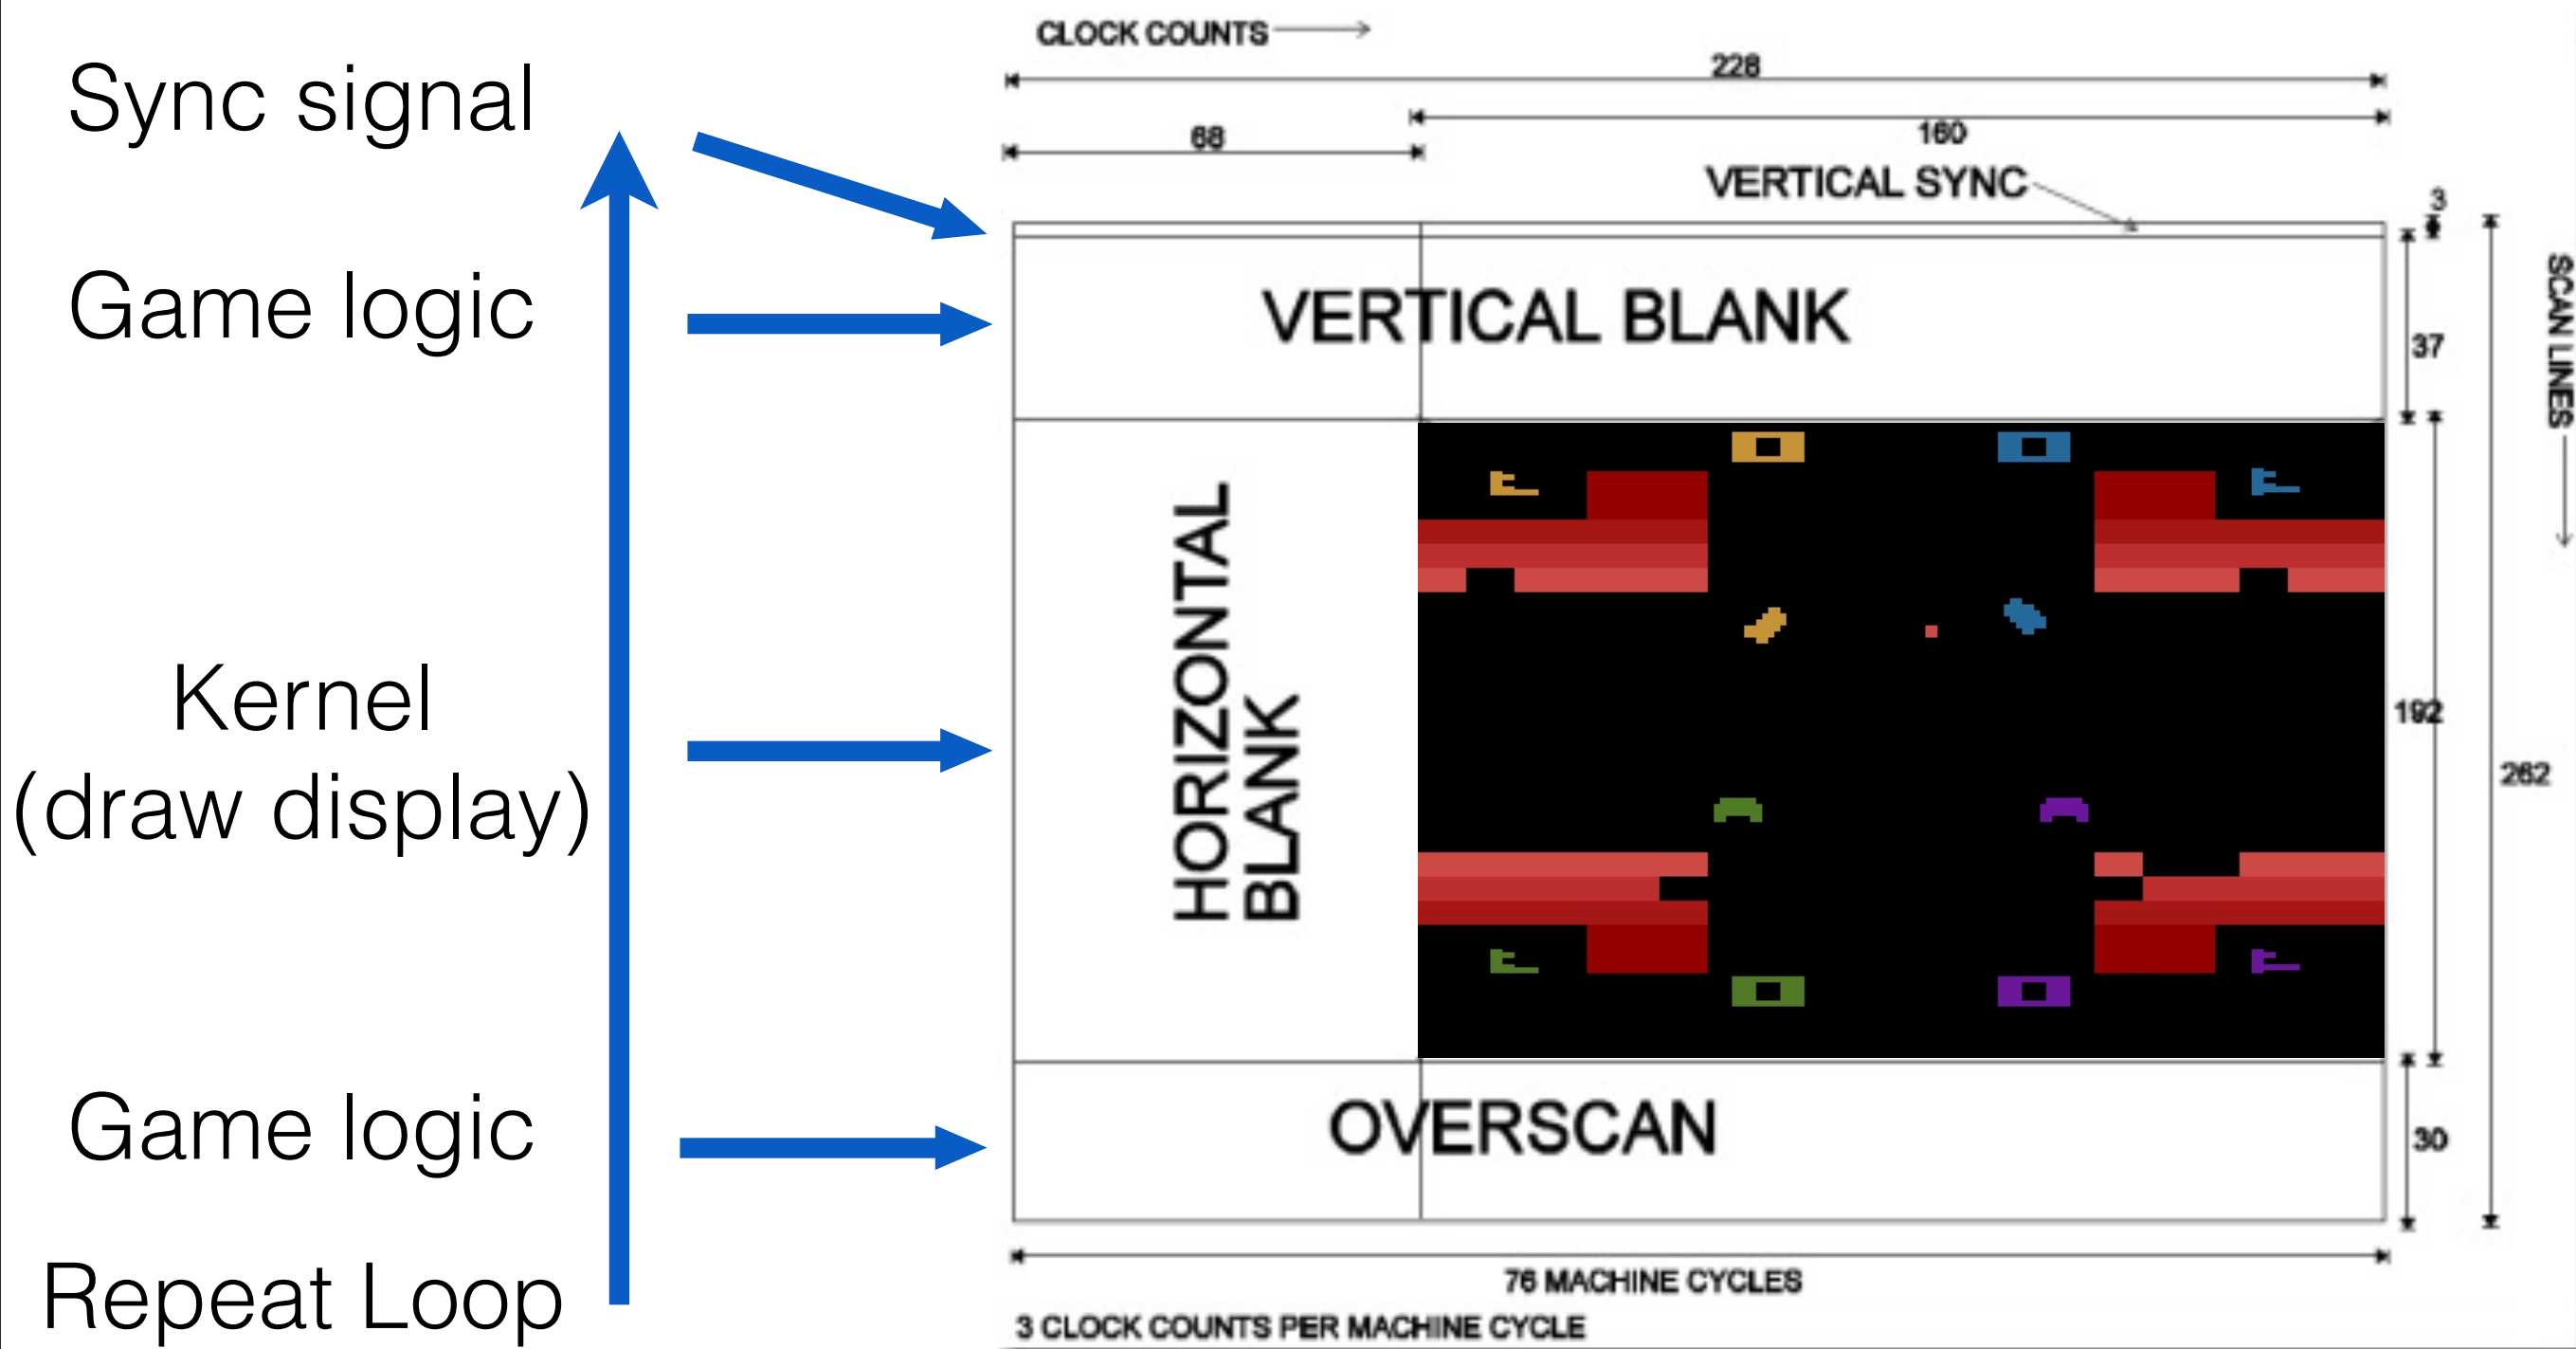 Sync signal
Game logic
Kernel
(draw display)
Game logic
Repeat Loop
CLOCK COUNTS
228
68
160
VERTICAL SYNC
3
VERTICAL BLANK
37
SCAN LINES
HORIZONTAL
BLANK
192
262
OVERSCAN
30
76 MACHINE CYCLES
3 CLOCK COUNTS PER MACHINE CYCLE